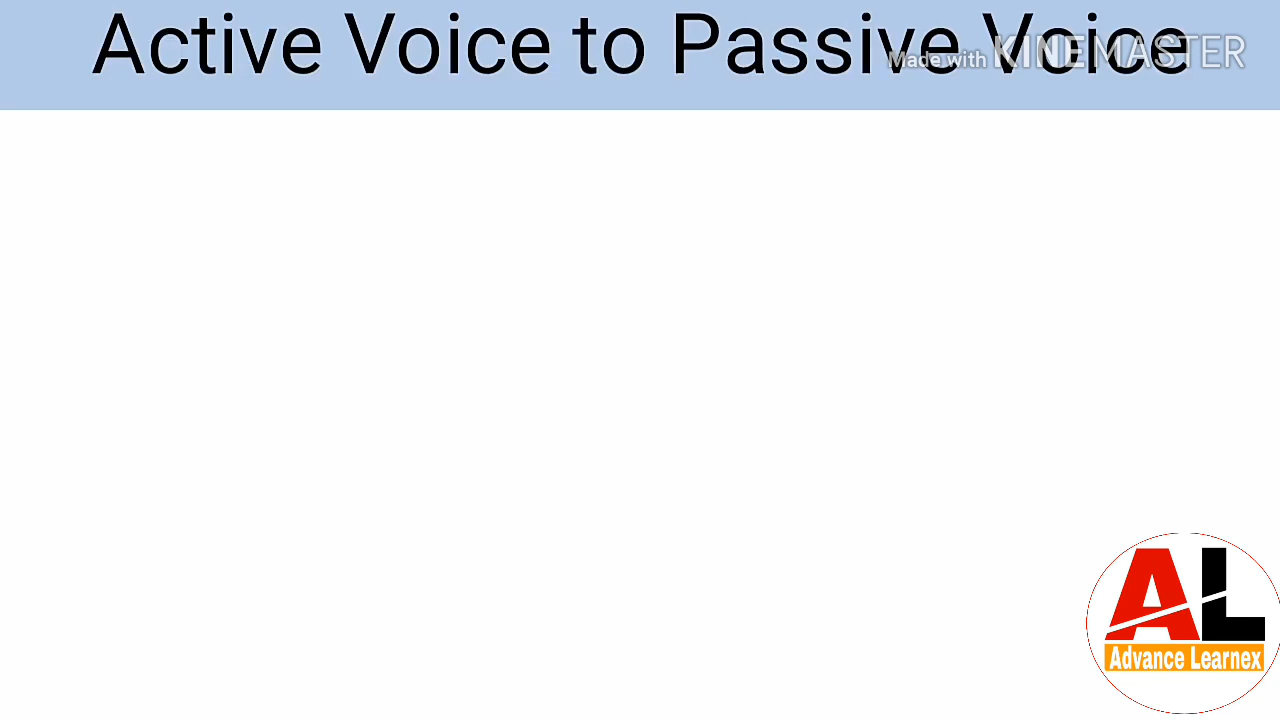 Active Voice to Passive Voice
Made with KINEMASTER
AL
Advance Learnex